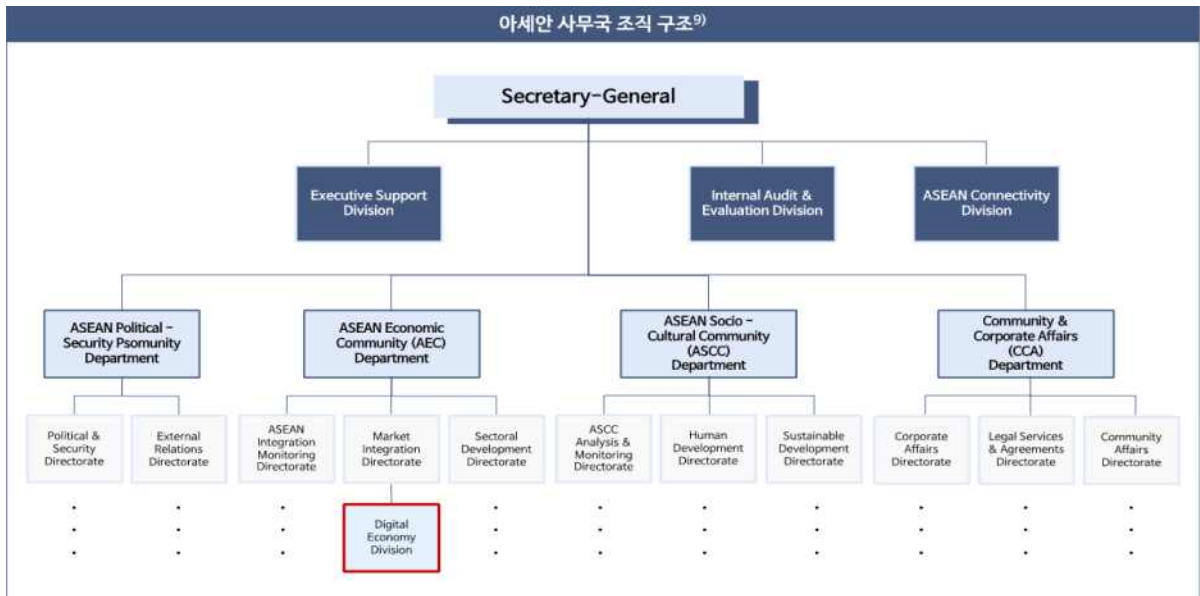 아세안 사무국 조직 구조9)
Secretary-General
Executive Support
Division
Internal Audit &
Evaluation Division
ASEAN Connectivity
Division
ASEAN Political -
Security Psomunity
Department
ASEAN Economic
Community (AEC)
Department
ASEAN Socio -
Cultural Community
(ASCC)
Department
Community &
Corporate Affairs
(CCA)
Department
Political &
Security
Directorate
External
Relations
Directorate
ASEAN
Integration
Monitoring
Directorate
Market
Integration
Directorate
Sectoral
Development
Directorate
ASCC
Analysis &
Monitoring
Directorate
Human
Development
Directorate
Sustainable
Development
Directorate
Corporate
Affairs
Directorate
Legal Services
& Agreements
Directorate
Community
Affairs
Directorate
Digital
Economy
Division